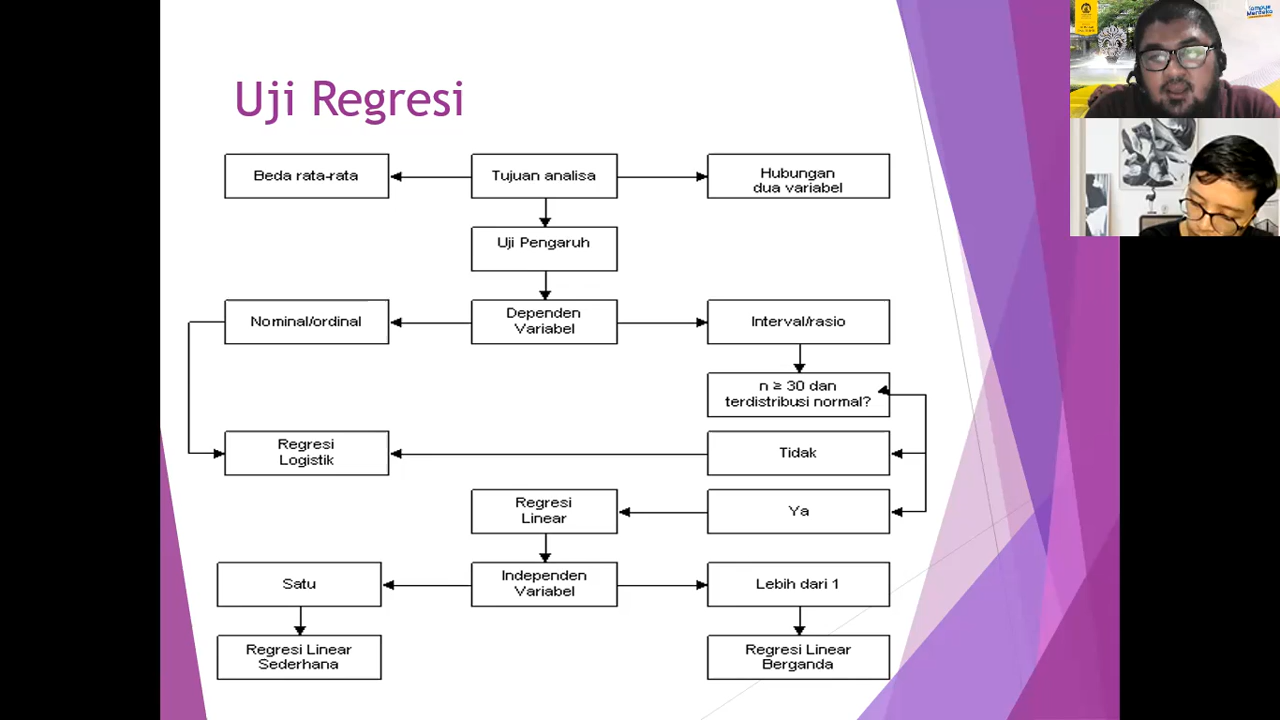 Kampus
Merdeka
Uji Regresi
Beda rata-rata
Tujuan analisa
Hubungan
dua variabel
Uji Pengaruh
Nominal/ordinal
Dependen
Variabel
Interval/rasio
n ≥ 30 dan
terdistribusi normal?
Regresi
Logistik
Tidak
Regresi
Linear
Ya
Satu
Independen
Variabel
Lebih dari 1
Regresi Linear
Sederhana
Regresi Linear
Berganda